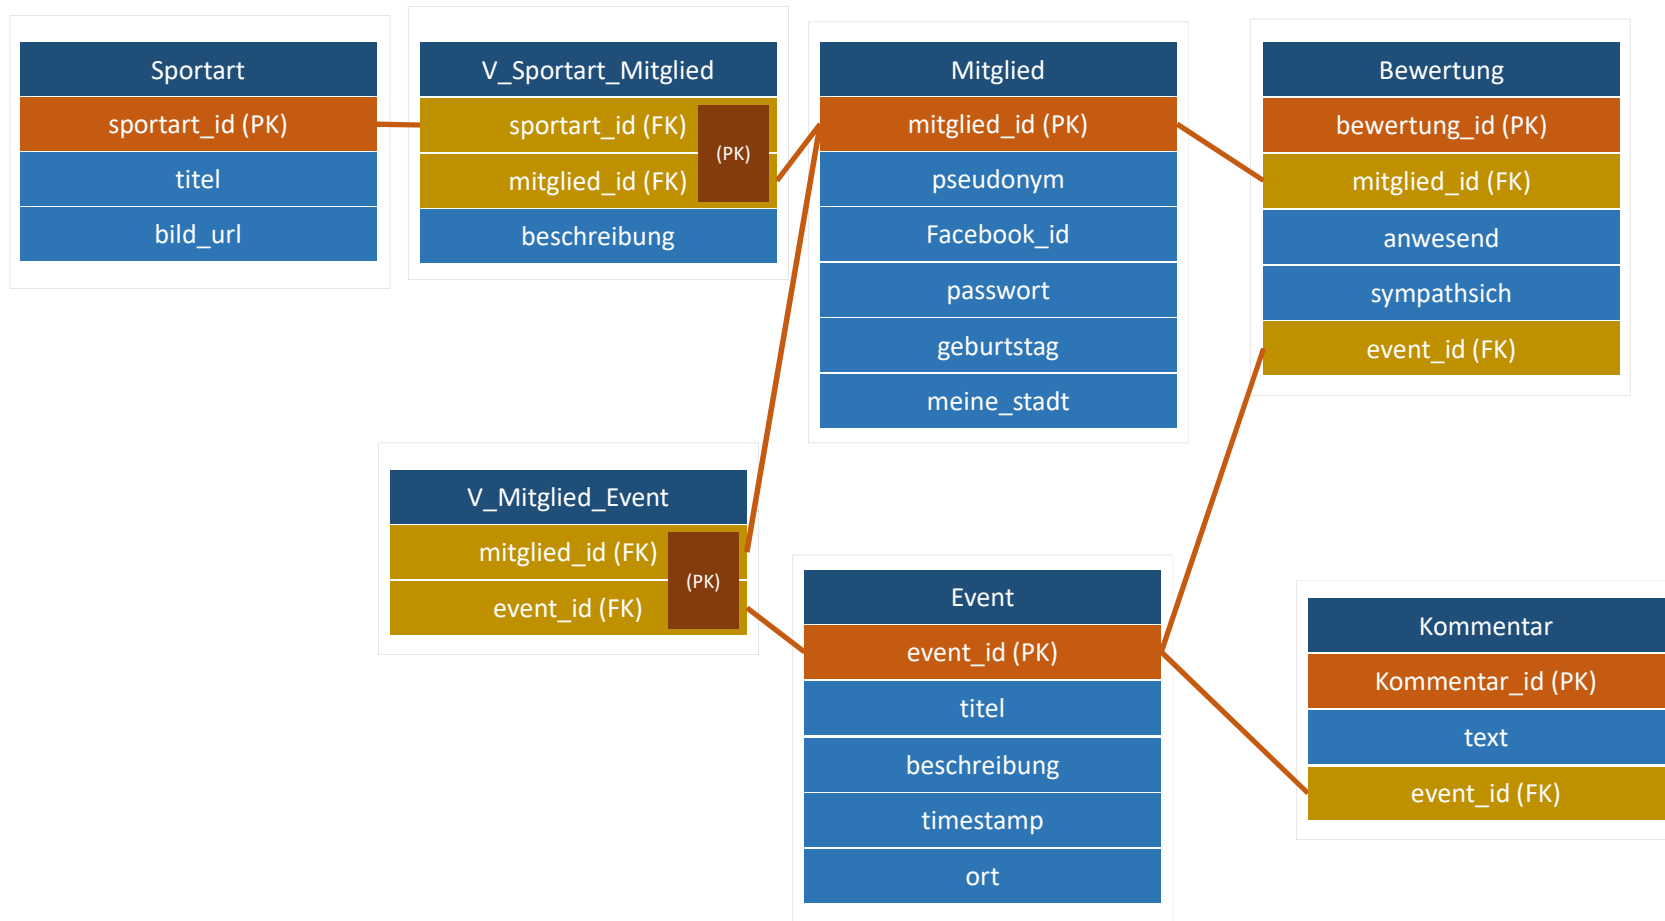 Sportart
sportart_id (PK)
titel
bild_url
V_Sportart_Mitglied
sportart_id (FK)
mitglied_id (FK)
(PK)
beschreibung
Mitglied
mitglied_id (PK)
pseudonym
Facebook_id
passwort
geburtstag
meine_stadt
Bewertung
bewertung_id (PK)
mitglied_id (FK)
anwesend
sympathsich
event_id (FK)
V_Mitglied_Event
mitglied_id (FK)
event_id (FK)
(PK)
Event
event_id (PK)
titel
beschreibung
timestamp
ort
Kommentar
Kommentar_id (PK)
text
event_id (FK)